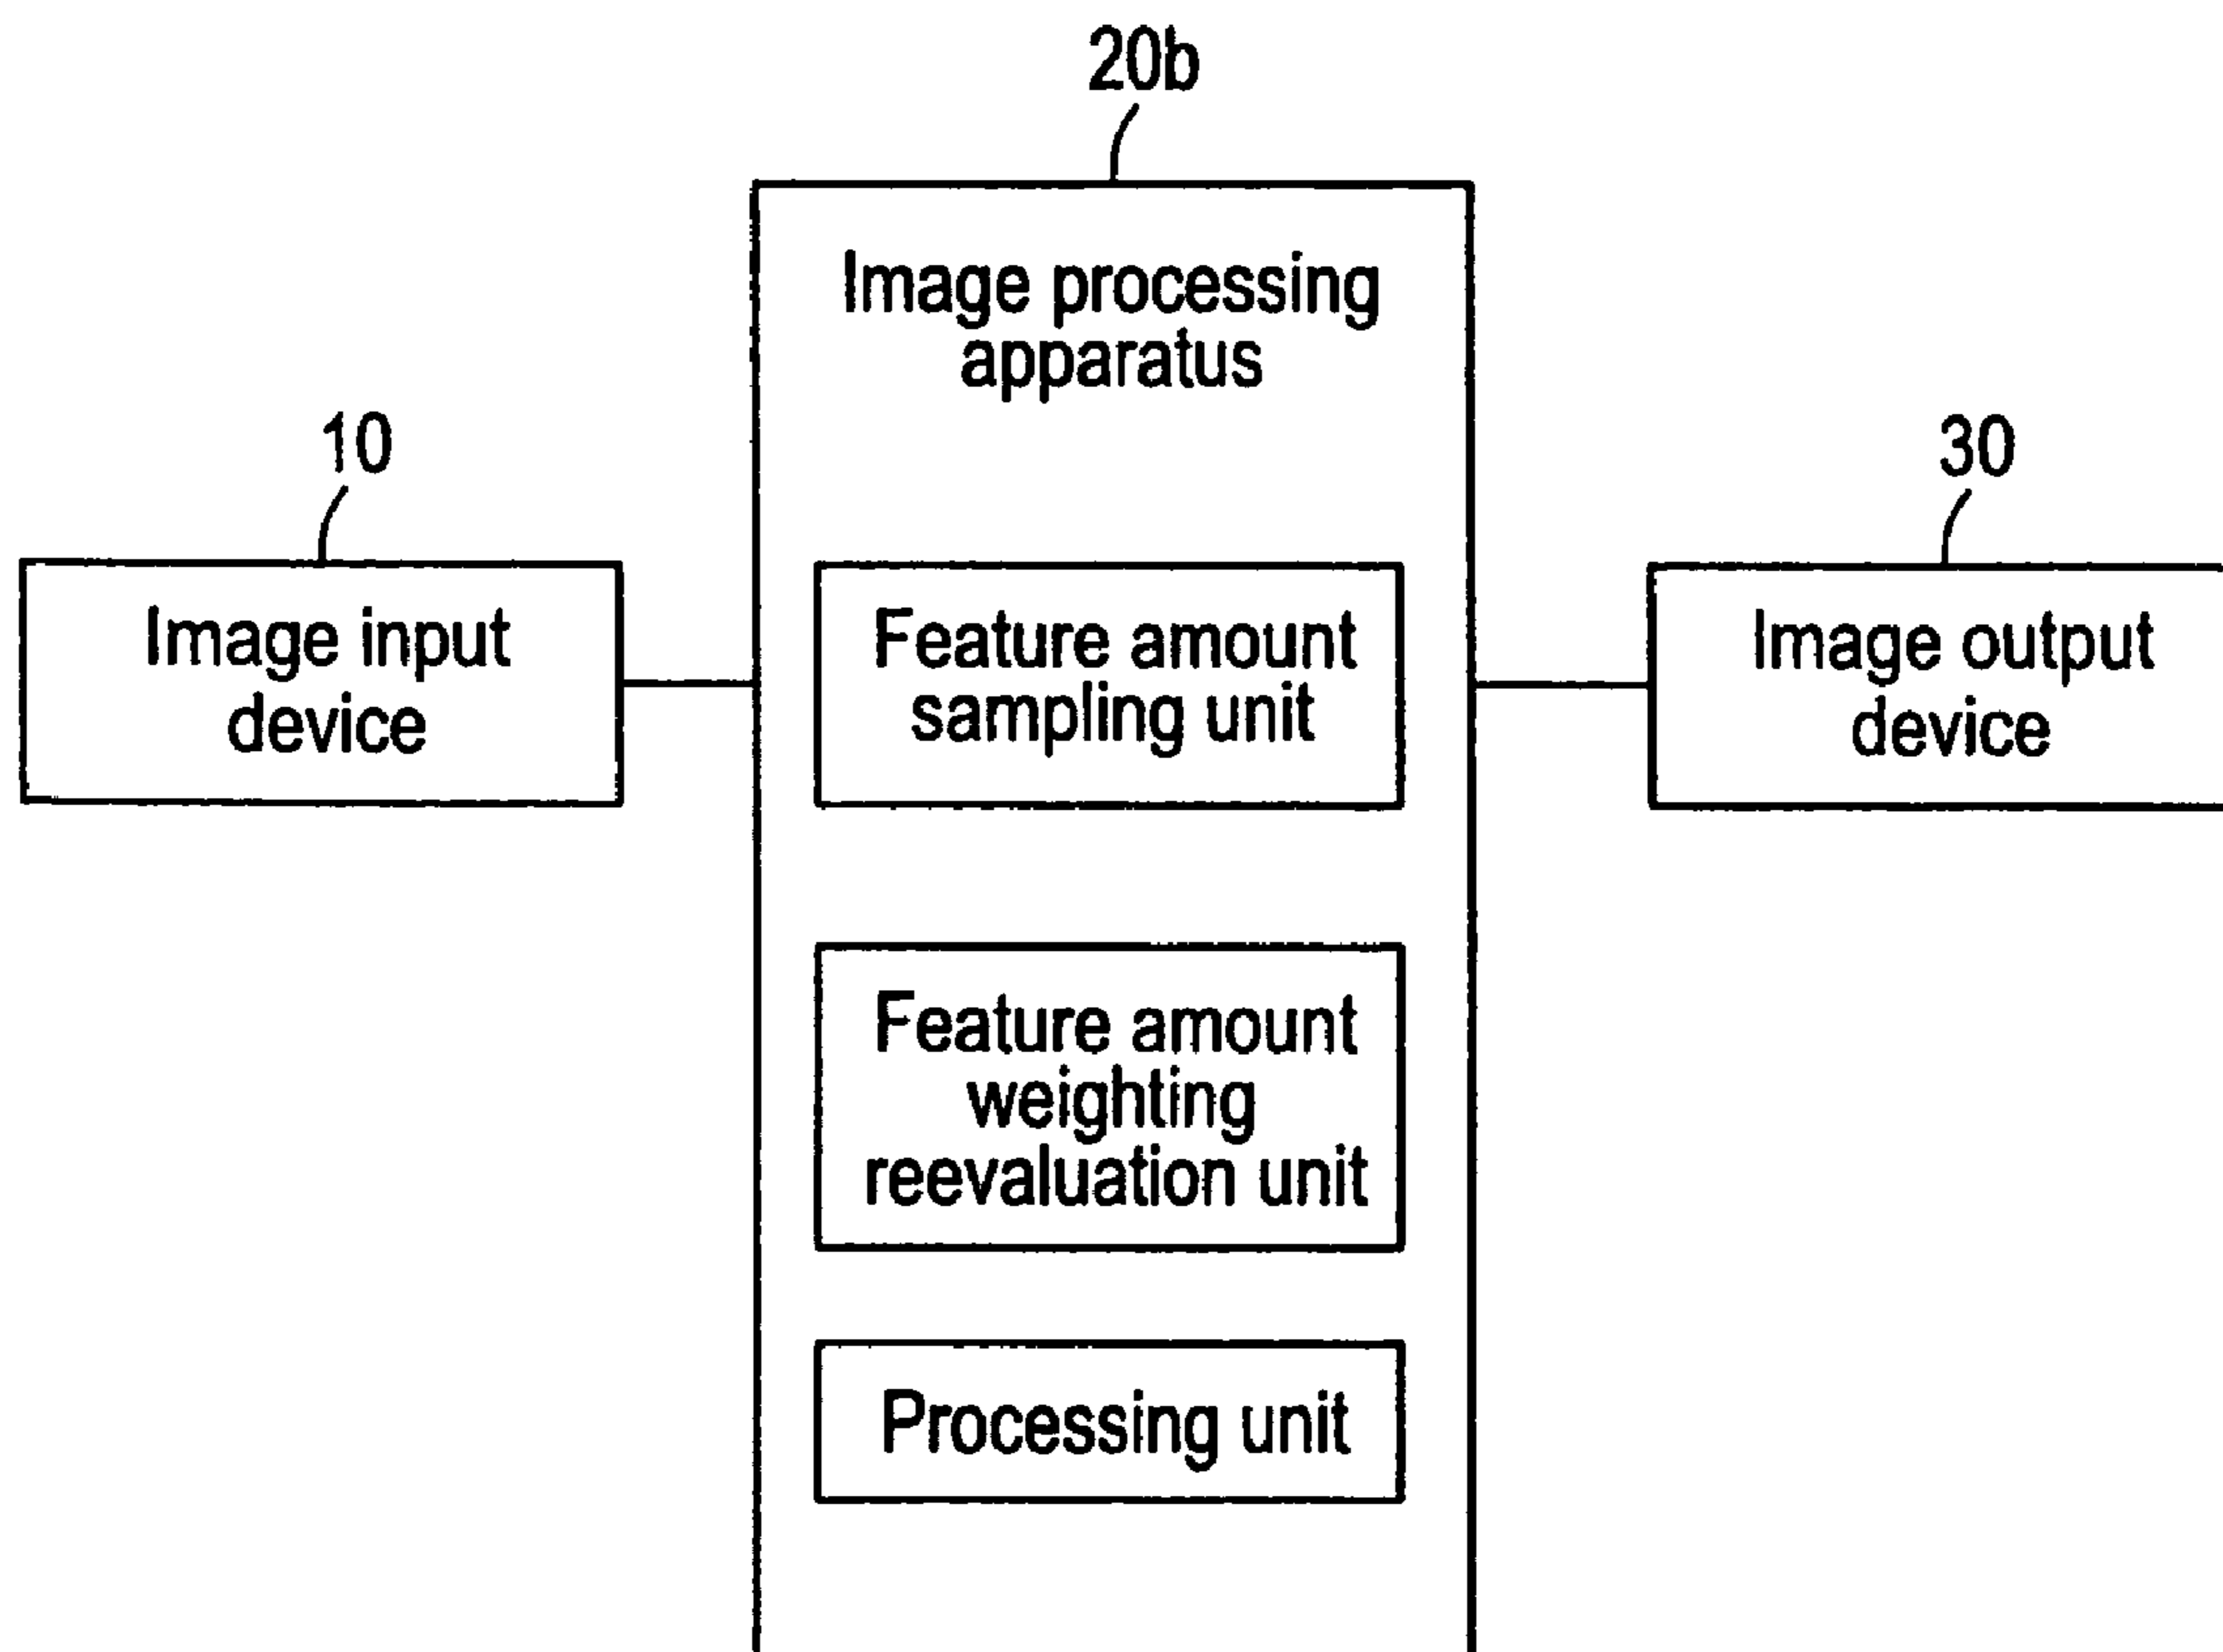 20b
Image processing
apparatus
10
Image input
device
Feature amount
sampling unit
30
Image output
device
Feature amount
weighting
reevaluation unit
Processing unit